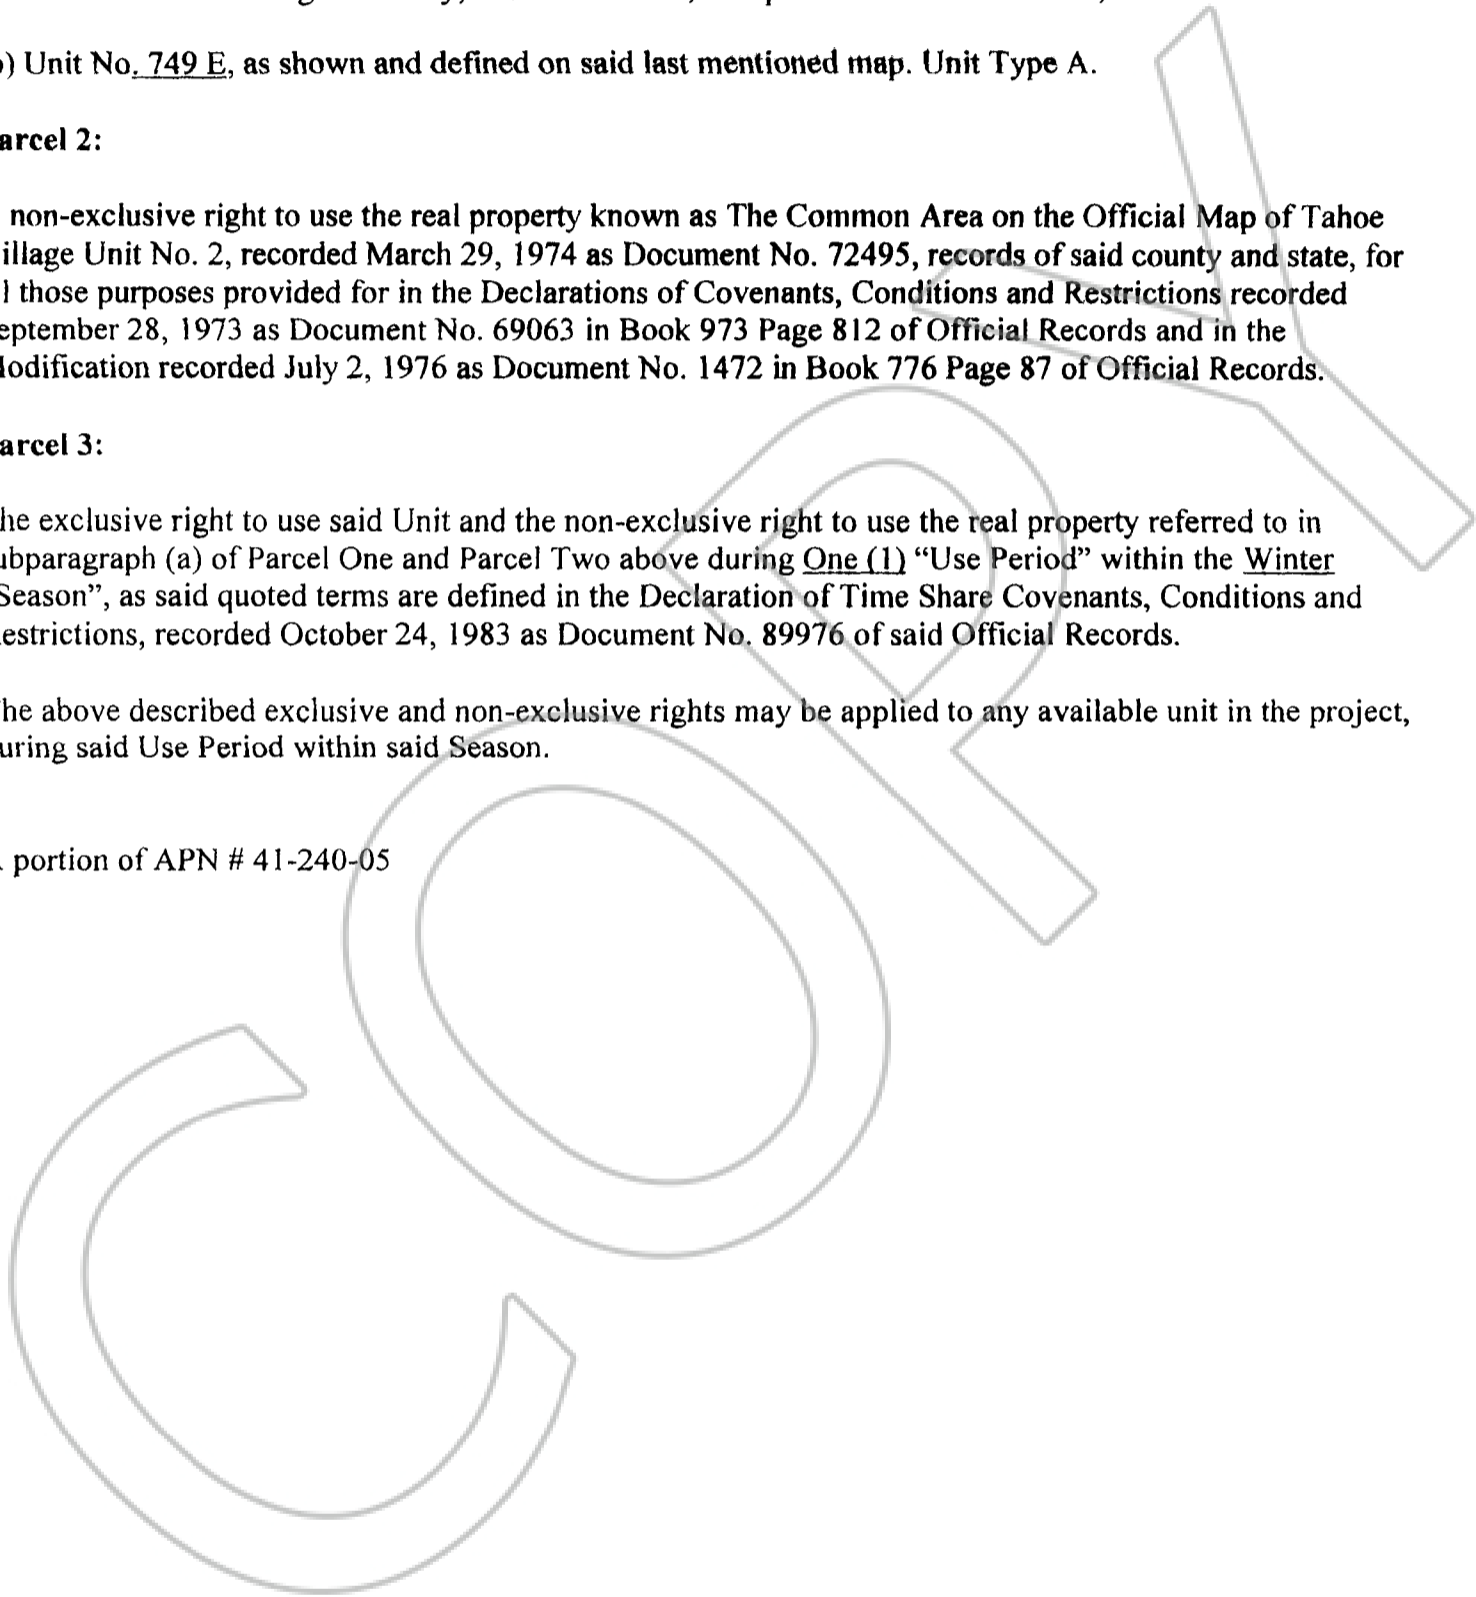 ) Unit No. 749 E, as shown and defined on said last mentioned map. Unit Type A.
arcel 2:
non-exclusive right to use the real property known as The Common Area on the Official Map of Tahoe
illage Unit No. 2, recorded March 29, 1974 as Document No. 72495, records of said county and state, for
l those purposes provided for in the Declarations of Covenants, Conditions and Restrictions recorded
eptember 28, 1973 as Document No. 69063 in Book 973 Page 812 of Official Records and in the
odification recorded July 2, 1976 as Document No. 1472 in Book 776 Page 87 of Official Records.
arcel 3:
he exclusive right to use said Unit and the non-exclusive right to use the real property referred to in
ubparagraph (a) of Parcel One and Parcel Two above during One (1) “Use Period” within the Winter
Season”, as said quoted terms are defined in the Declaration of Time Share Covenants, Conditions and
estrictions, recorded October 24, 1983 as Document No. 89976 of said Official Records.
he above described exclusive and non-exclusive rights may be applied to any available unit in the project,
uring said Use Period within said Season.
portion of APN # 41-240-05
COPY